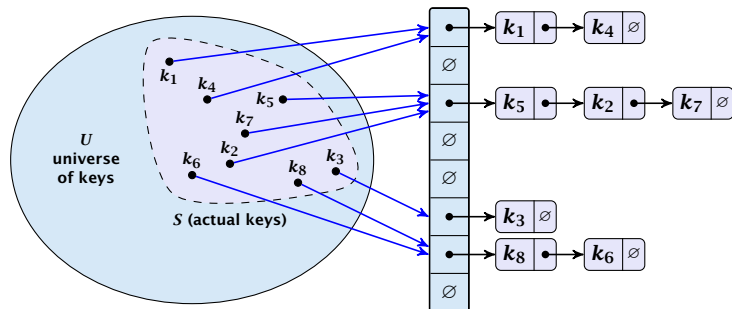 k₁ k₄
∅
k₁
k₄
k₅
k₅ k₂ k₇
k₇
U
universe
of keys
∅
k₂
k₆
k₈
k₃
∅
S (actual keys)
k₃
k₈ k₆
∅